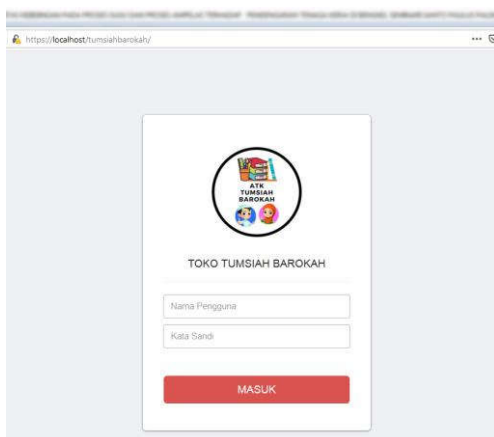 https://localhost/tumsiahbarokah/
ATK
TUMSIAH
BAROKAH
TOKO TUMSIAH BAROKAH
Nama Pengguna
Kata Sandi
MASUK